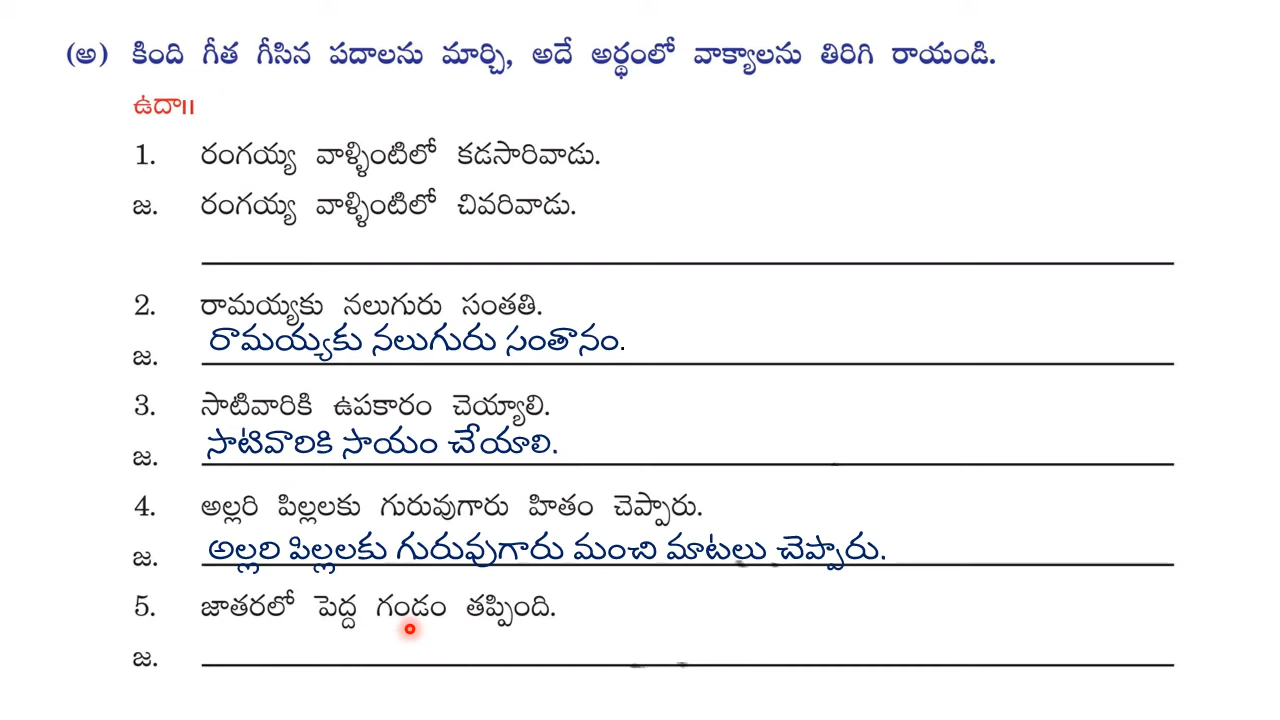 (అ) కింది గీత గీసిన పదాలను మార్చి, అదే అర్థంలో వాక్యాలను తిరిగి రాయండి.
ఉదా॥
1. రంగయ్య వాళ్ళింటిలో కడసారివాడు.
జ. రంగయ్య వాళ్ళింటిలో చివరివాడు.
2. రామయ్యకు నలుగురు సంతతి.
జ. రామయ్యకు నలుగురు సంతానం.
3. సాటివారికి ఉపకారం చెయ్యాలి.
జ. సాటివారికి సాయం చేయాలి.
4. అల్లరి పిల్లలకు గురువుగారు హితం చెప్పారు.
జ. అల్లరి పిల్లలకు గురువుగారు మంచి మాటలు చెప్పారు.
5. జాతరలో పెద్ద గండం తప్పింది.
జ.